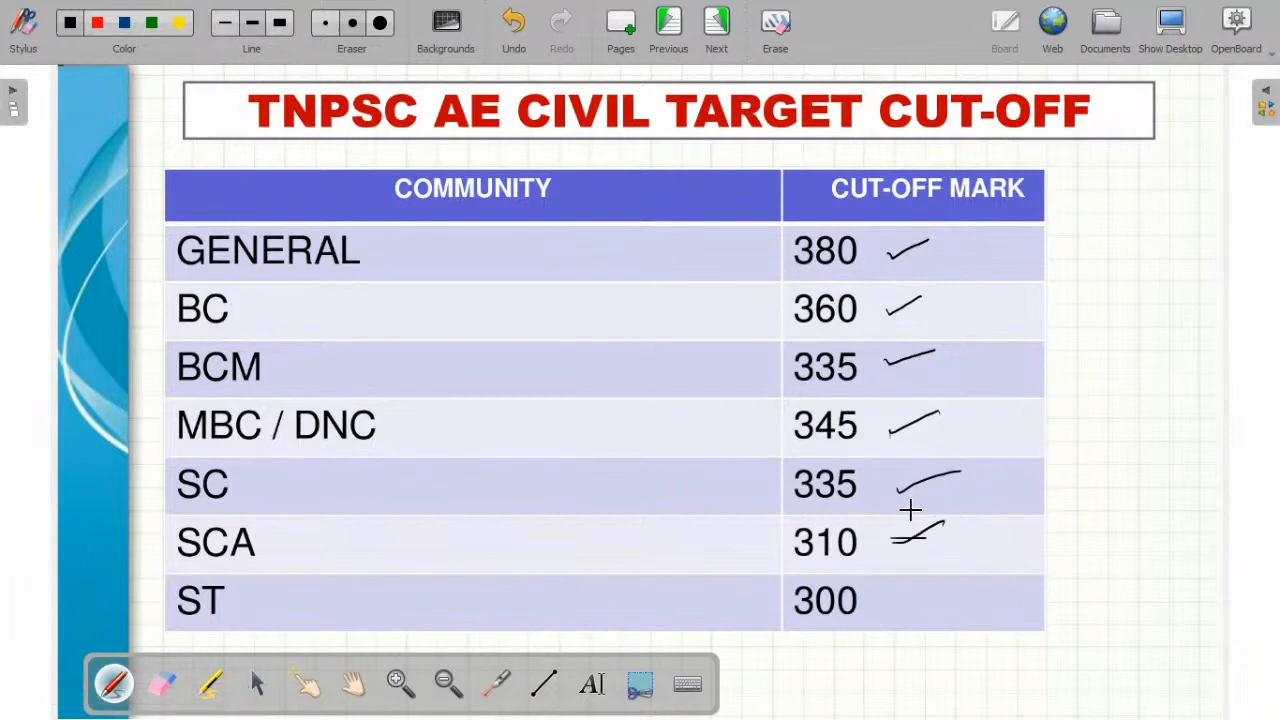 Stylus Color Line Eraser Backgrounds Undo Redo Pages Previous Next Erase Board Web Documents Show Desktop OpenBoard
TNPSC AE CIVIL TARGET CUT-OFF
COMMUNITY CUT-OFF MARK
GENERAL 380
BC 360
BCM 335
MBC / DNC 345
SC 335
SCA 310
ST 300
AI